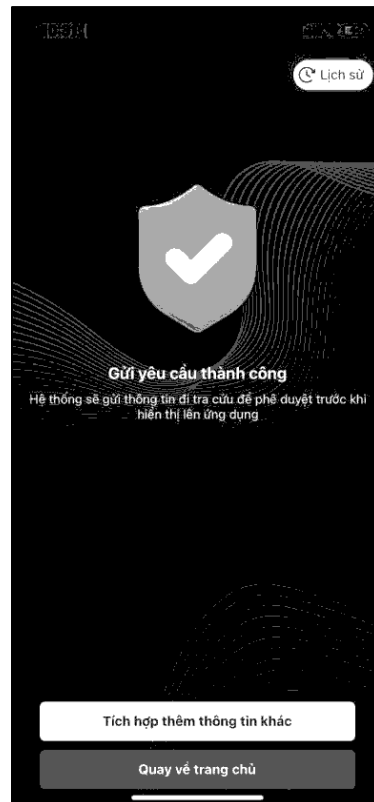 Lịch sử
Gửi yêu cầu thành công
Hệ thống sẽ gửi thông tin đi tra cứu để phê duyệt trước khi
hiển thị lên ứng dụng
Tích hợp thêm thông tin khác
Quay về trang chủ